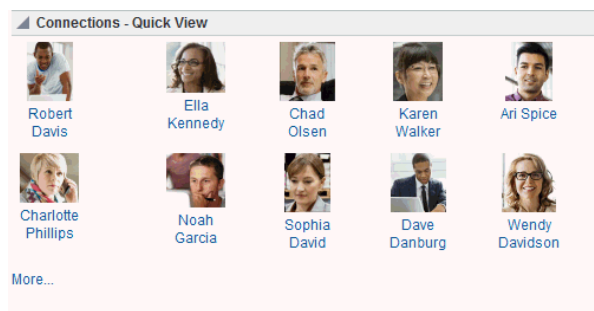 Connections - Quick View
Robert
Davis
Ella
Kennedy
Chad
Olsen
Karen
Walker
Ari Spice
Charlotte
Phillips
Noah
Garcia
Sophia
David
Dave
Danburg
Wendy
Davidson
More...